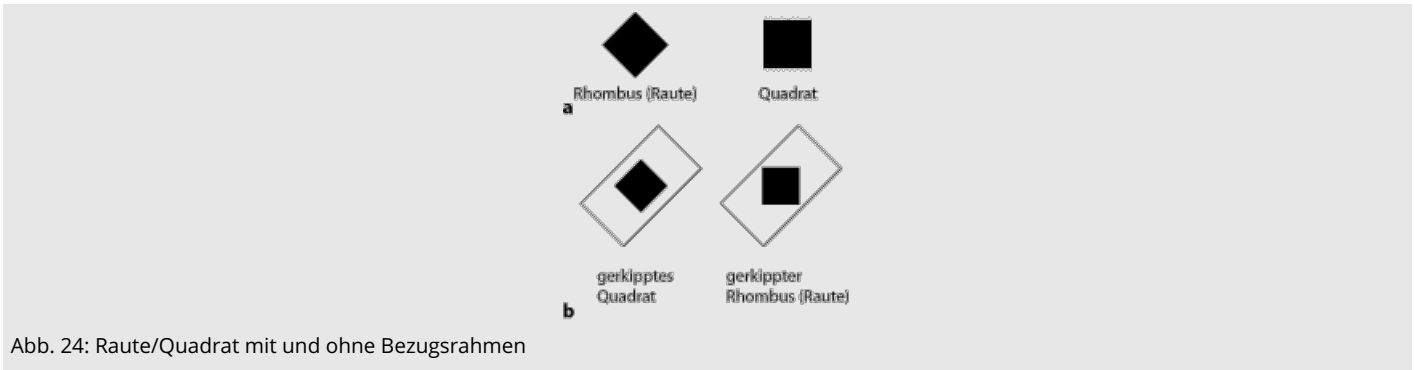 Rhombus (Raute) Quadrat
a
gerkipptes gerkippter
Quadrat Rhombus (Raute)
b
Abb. 24: Raute/Quadrat mit und ohne Bezugsrahmen